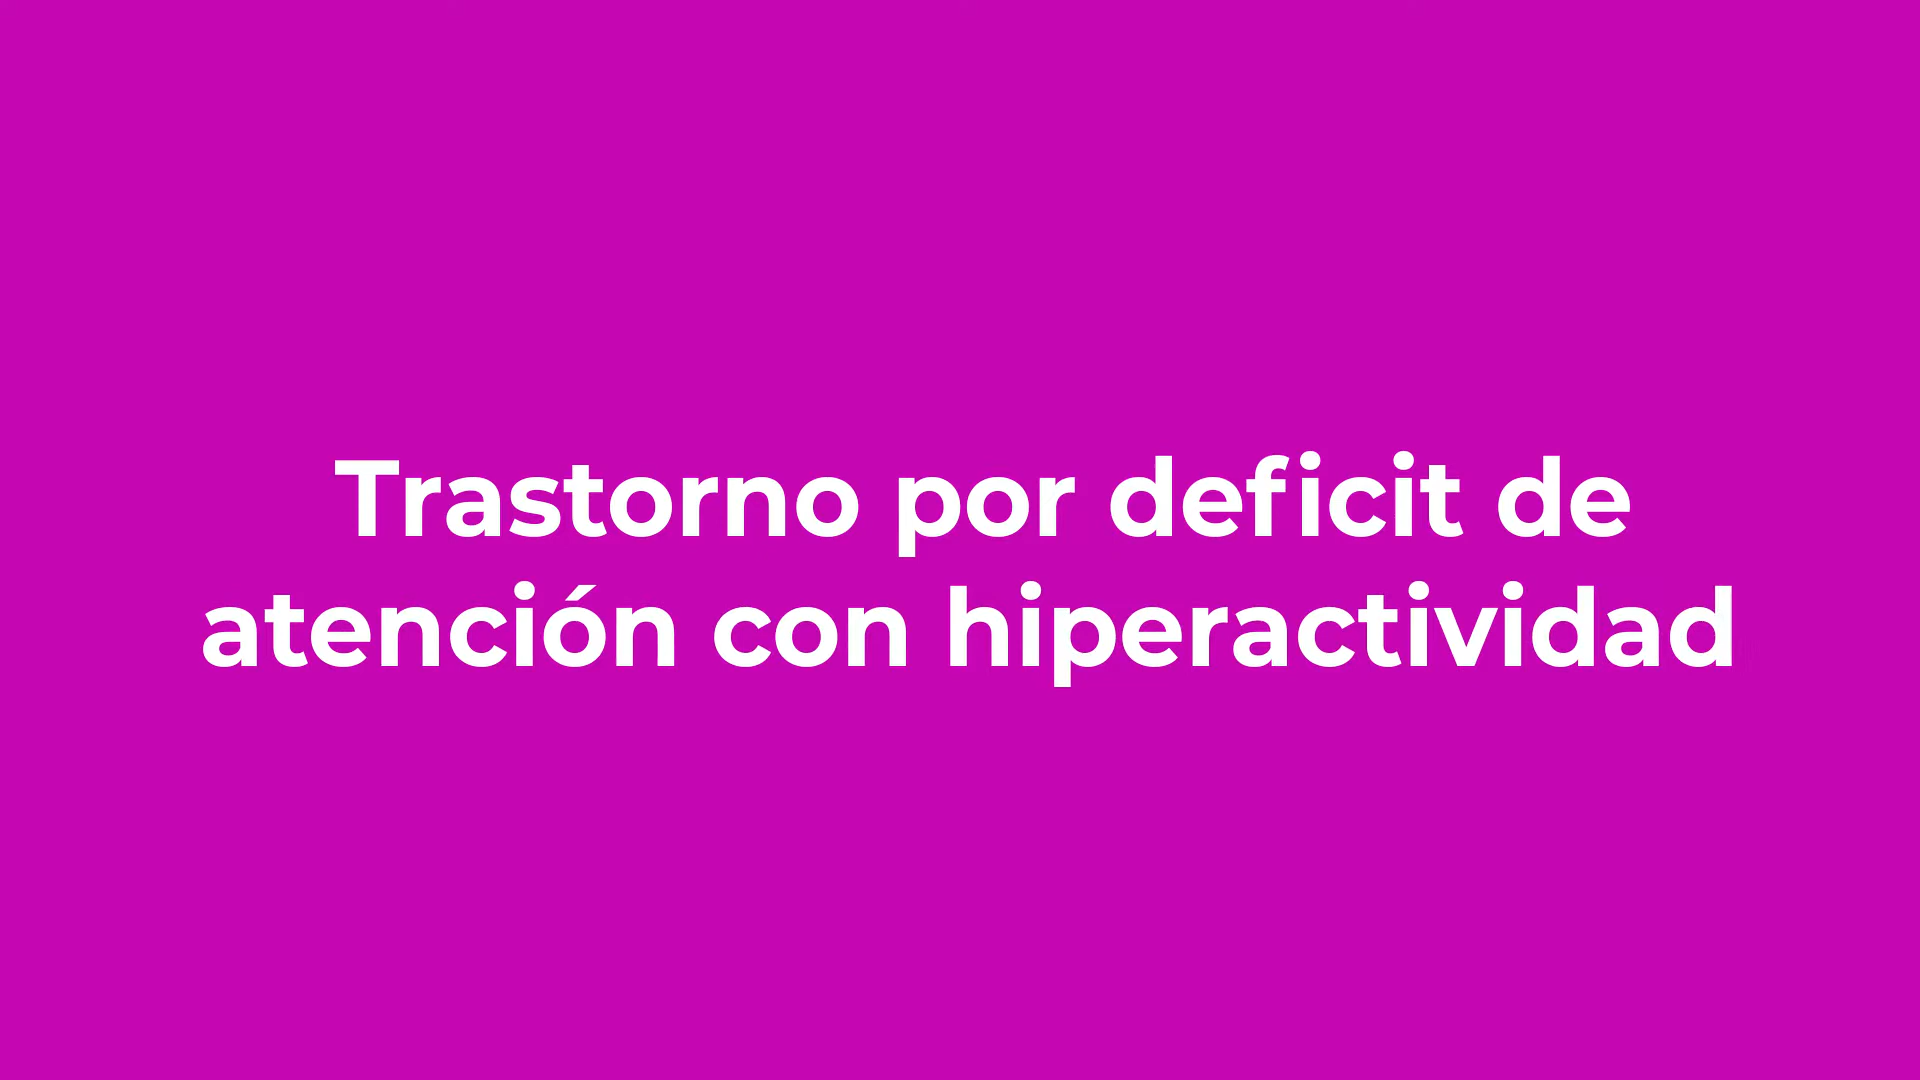 Trastorno por deficit de
atención con hiperactividad